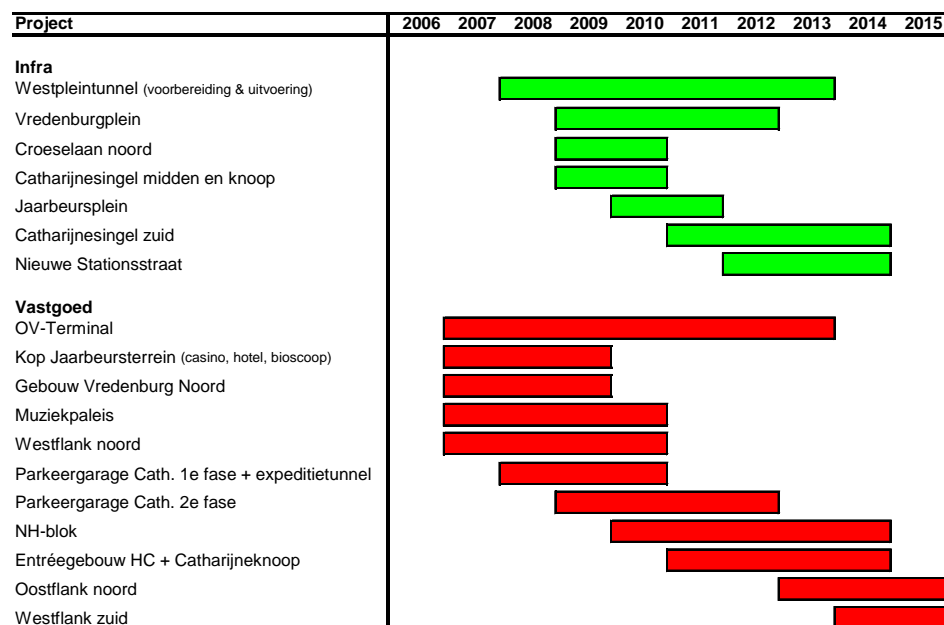 Project 2006 2007 2008 2009 2010 2011 2012 2013 2014 2015
Infra
Westpleintunnel (voorbereiding & uitvoering)
Vredenburgplein
Croeselaan noord
Catharijnesingel midden en knoop
Jaarbeursplein
Catharijnesingel zuid
Nieuwe Stationsstraat
Vastgoed
OV-Terminal
Kop Jaarbeursterrein (casino, hotel, bioscoop)
Gebouw Vredenburg Noord
Muziekpaleis
Westflank noord
Parkeergarage Cath. 1e fase + expeditietunnel
Parkeergarage Cath. 2e fase
NH-blok
Entréegebouw HC + Catharijneknoop
Oostflank noord
Westflank zuid